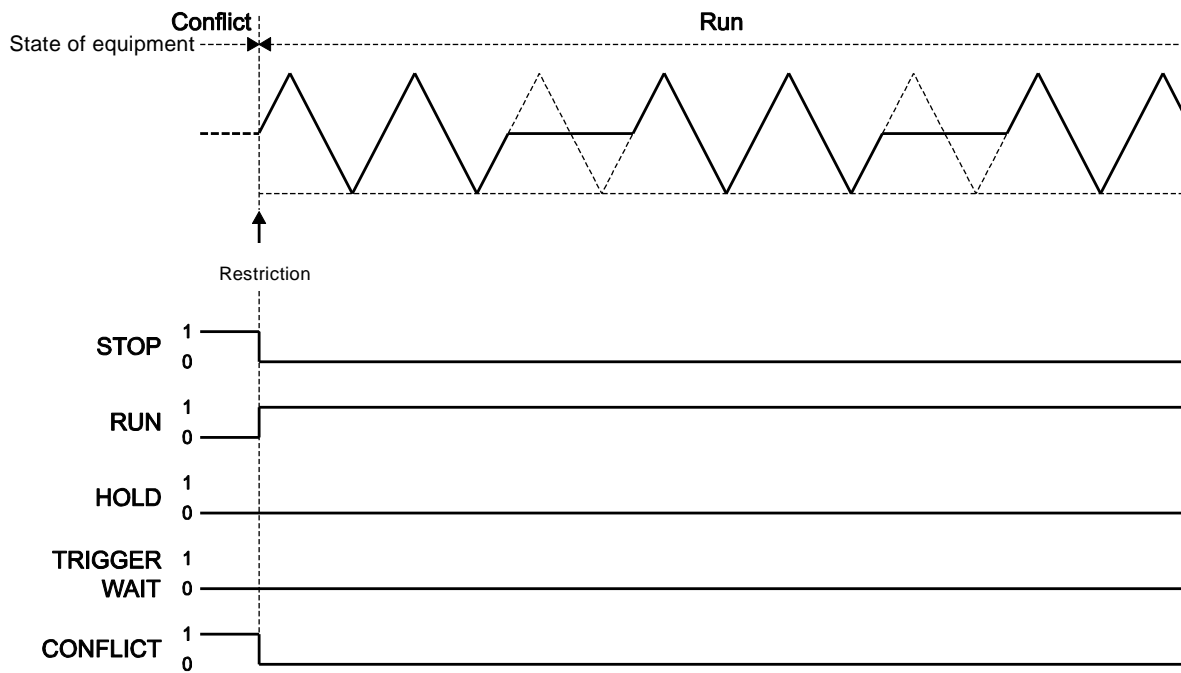 Conflict
Run
State of equipment
Restriction
STOP 1
0
RUN 1
0
HOLD 1
0
TRIGGER 1
WAIT 0
CONFLICT 1
0